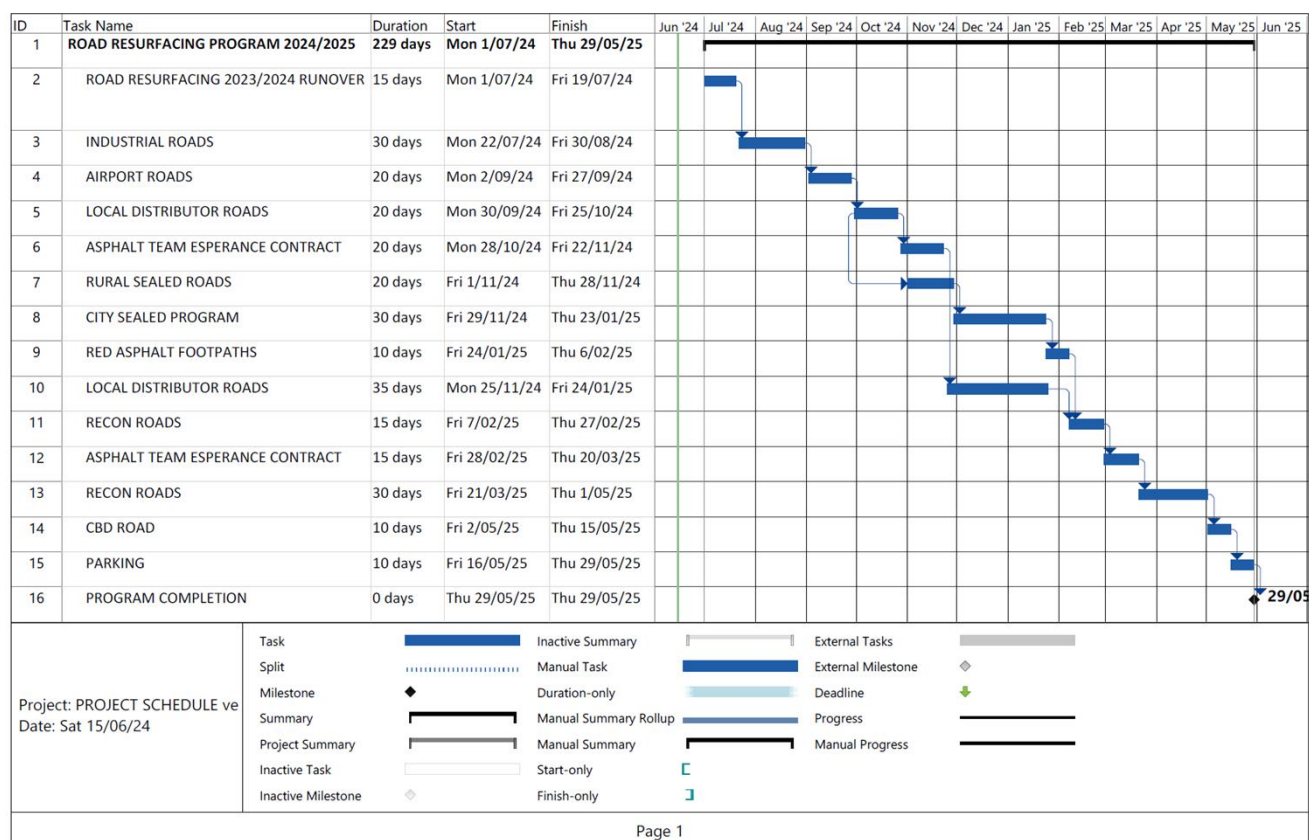 ID Task Name Duration Start Finish Jun '24 Jul '24 Aug '24 Sep '24 Oct '24 Nov '24 Dec '24 Jan '25 Feb '25 Mar '25 Apr '25 May '25 Jun '25
1 ROAD RESURFACING PROGRAM 2024/2025 229 days Mon 1/07/24 Thu 29/05/25
2 ROAD RESURFACING 2023/2024 RUNOVER 15 days Mon 1/07/24 Fri 19/07/24
3 INDUSTRIAL ROADS 30 days Mon 22/07/24 Fri 30/08/24
4 AIRPORT ROADS 20 days Mon 2/09/24 Fri 27/09/24
5 LOCAL DISTRIBUTOR ROADS 20 days Mon 30/09/24 Fri 25/10/24
6 ASPHALT TEAM ESPERANCE CONTRACT 20 days Mon 28/10/24 Fri 22/11/24
7 RURAL SEALED ROADS 20 days Fri 1/11/24 Thu 28/11/24
8 CITY SEALED PROGRAM 30 days Fri 29/11/24 Thu 23/01/25
9 RED ASPHALT FOOTPATHS 10 days Fri 24/01/25 Thu 6/02/25
10 LOCAL DISTRIBUTOR ROADS 35 days Mon 25/11/24 Fri 24/01/25
11 RECON ROADS 15 days Fri 7/02/25 Thu 27/02/25
12 ASPHALT TEAM ESPERANCE CONTRACT 15 days Fri 28/02/25 Thu 20/03/25
13 RECON ROADS 30 days Fri 21/03/25 Thu 1/05/25
14 CBD ROAD 10 days Fri 2/05/25 Thu 15/05/25
15 PARKING 10 days Fri 16/05/25 Thu 29/05/25
16 PROGRAM COMPLETION 0 days Thu 29/05/25 Thu 29/05/25 29/05
Project: PROJECT SCHEDULE ve
Date: Sat 15/06/24
Task
Split
Milestone
Summary
Project Summary
Inactive Task
Inactive Milestone
Inactive Summary
Manual Task
Duration-only
Manual Summary Rollup
Manual Summary
Start-only
Finish-only
External Tasks
External Milestone
Deadline
Progress
Manual Progress
Page 1